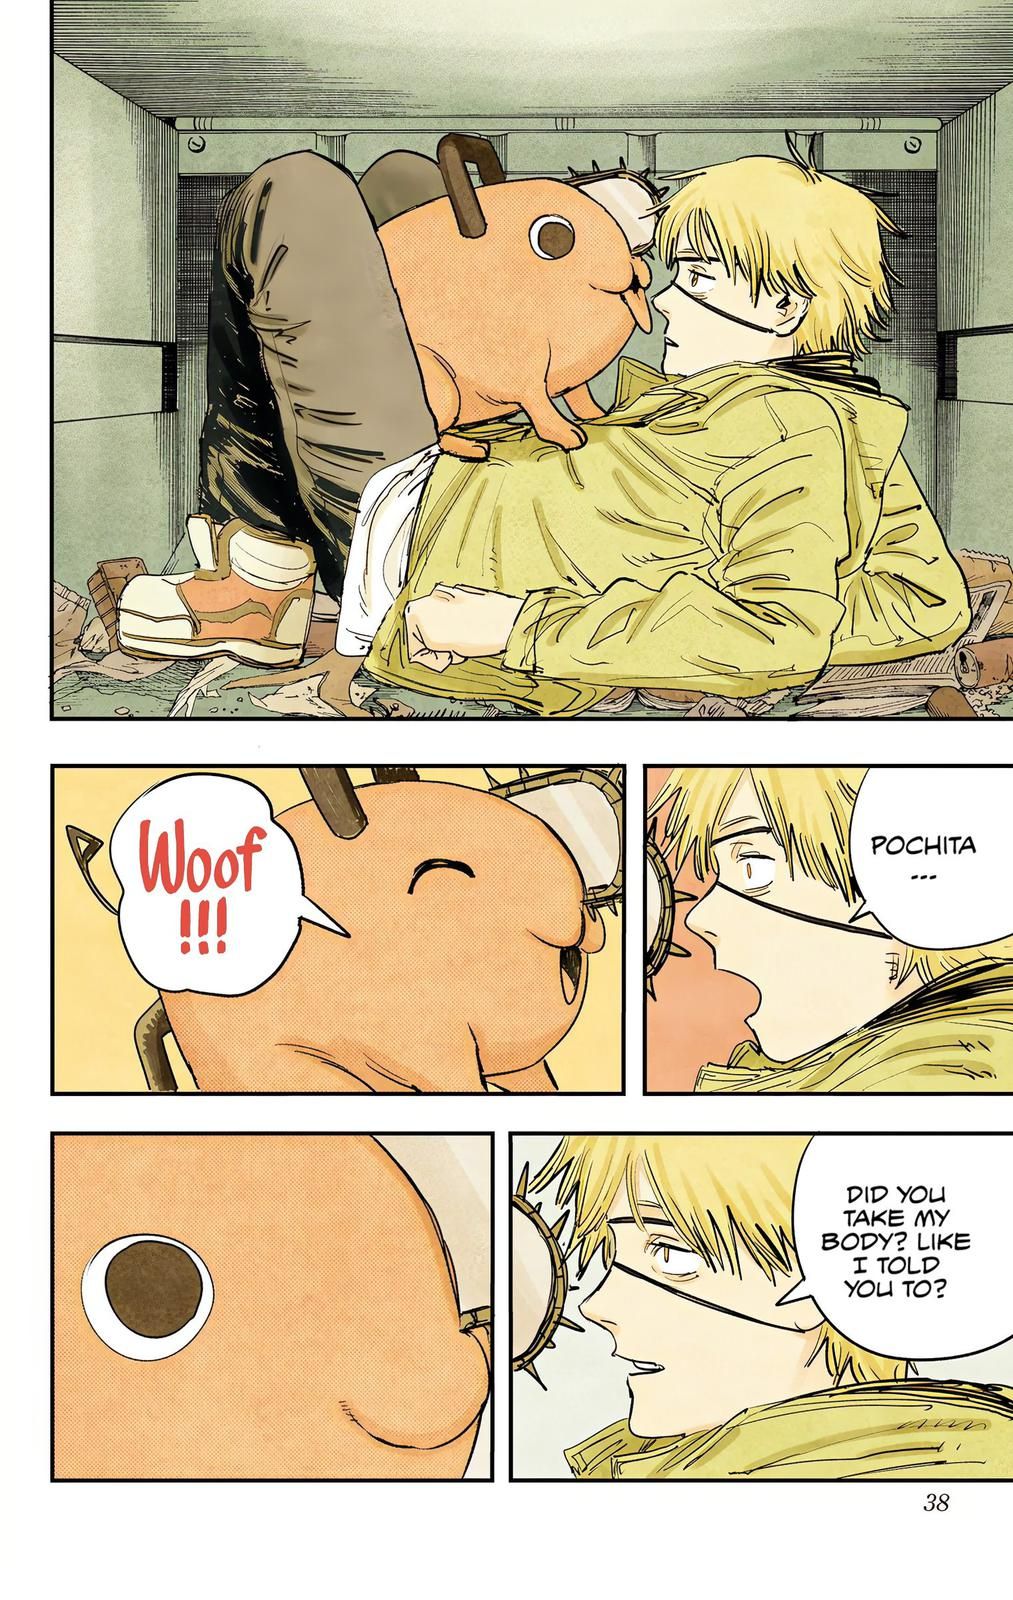 POCHITA
...
Woof
!!!
DID YOU
TAKE MY
BODY? LIKE
I TOLD
YOU TO?
38